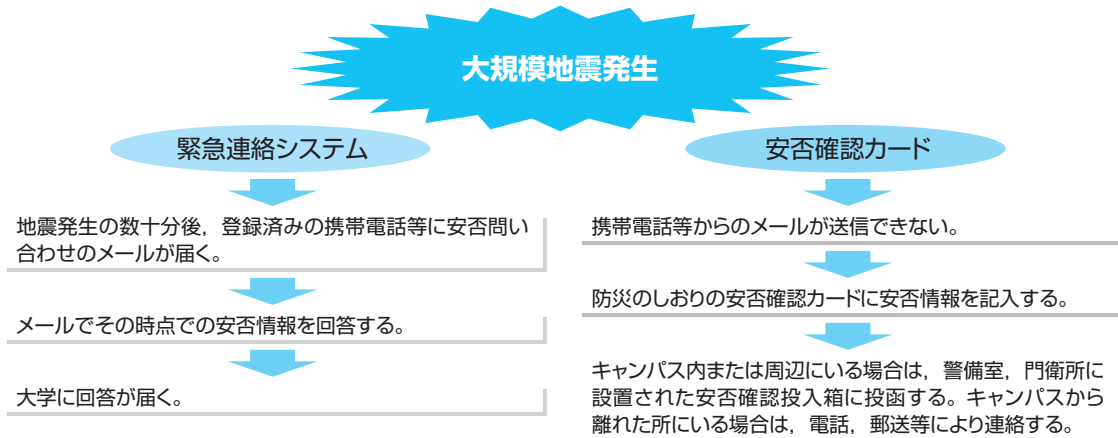 大規模地震発生
緊急連絡システム
地震発生の数十分後，登録済みの携帯電話等に安否問い
合わせのメールが届く。
メールでその時点での安否情報を回答する。
大学に回答が届く。
安否確認カード
携帯電話等からのメールが送信できない。
防災のしおりの安否確認カードに安否情報を記入する。
キャンパス内または周辺にいる場合は，警備室，門衛所に
設置された安否確認投入箱に投函する。キャンパスから
離れた所にいる場合は，電話，郵送等により連絡する。